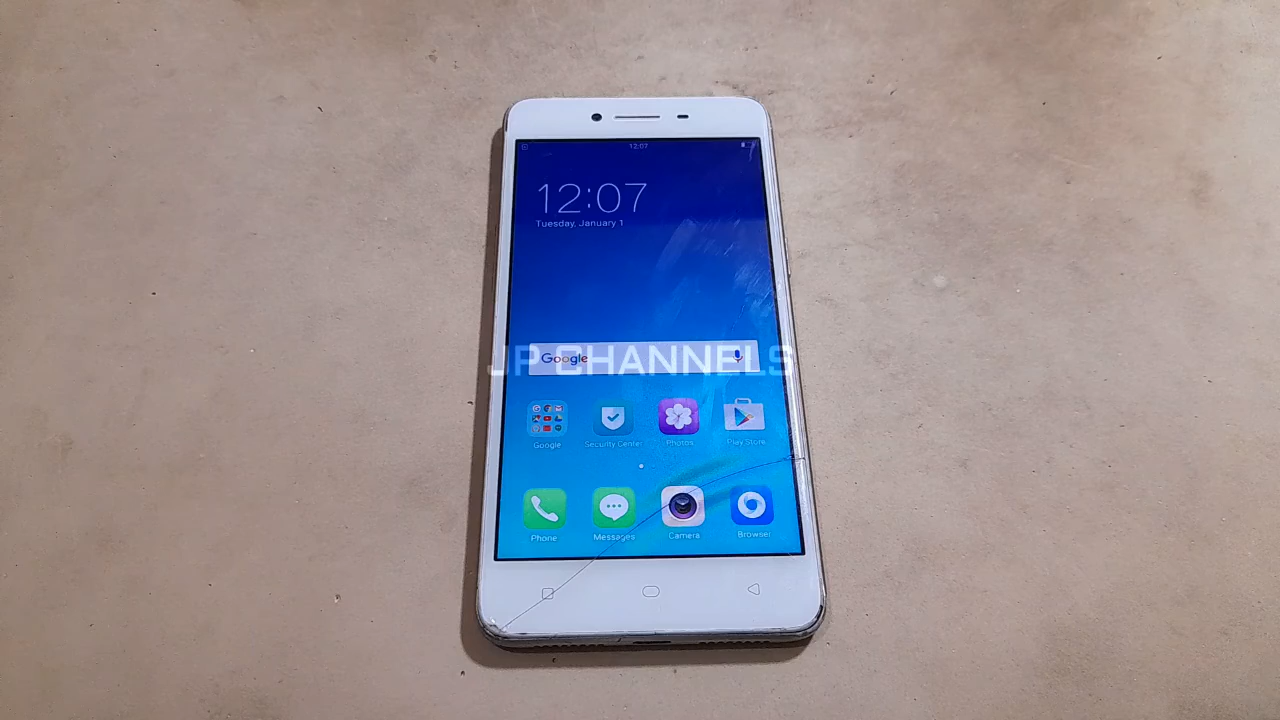 12:07
12:07
Tuesday, January 1
Google
JP CHANNELS
Google Security Center Photos Play Store
Phone Messages Camera Browser